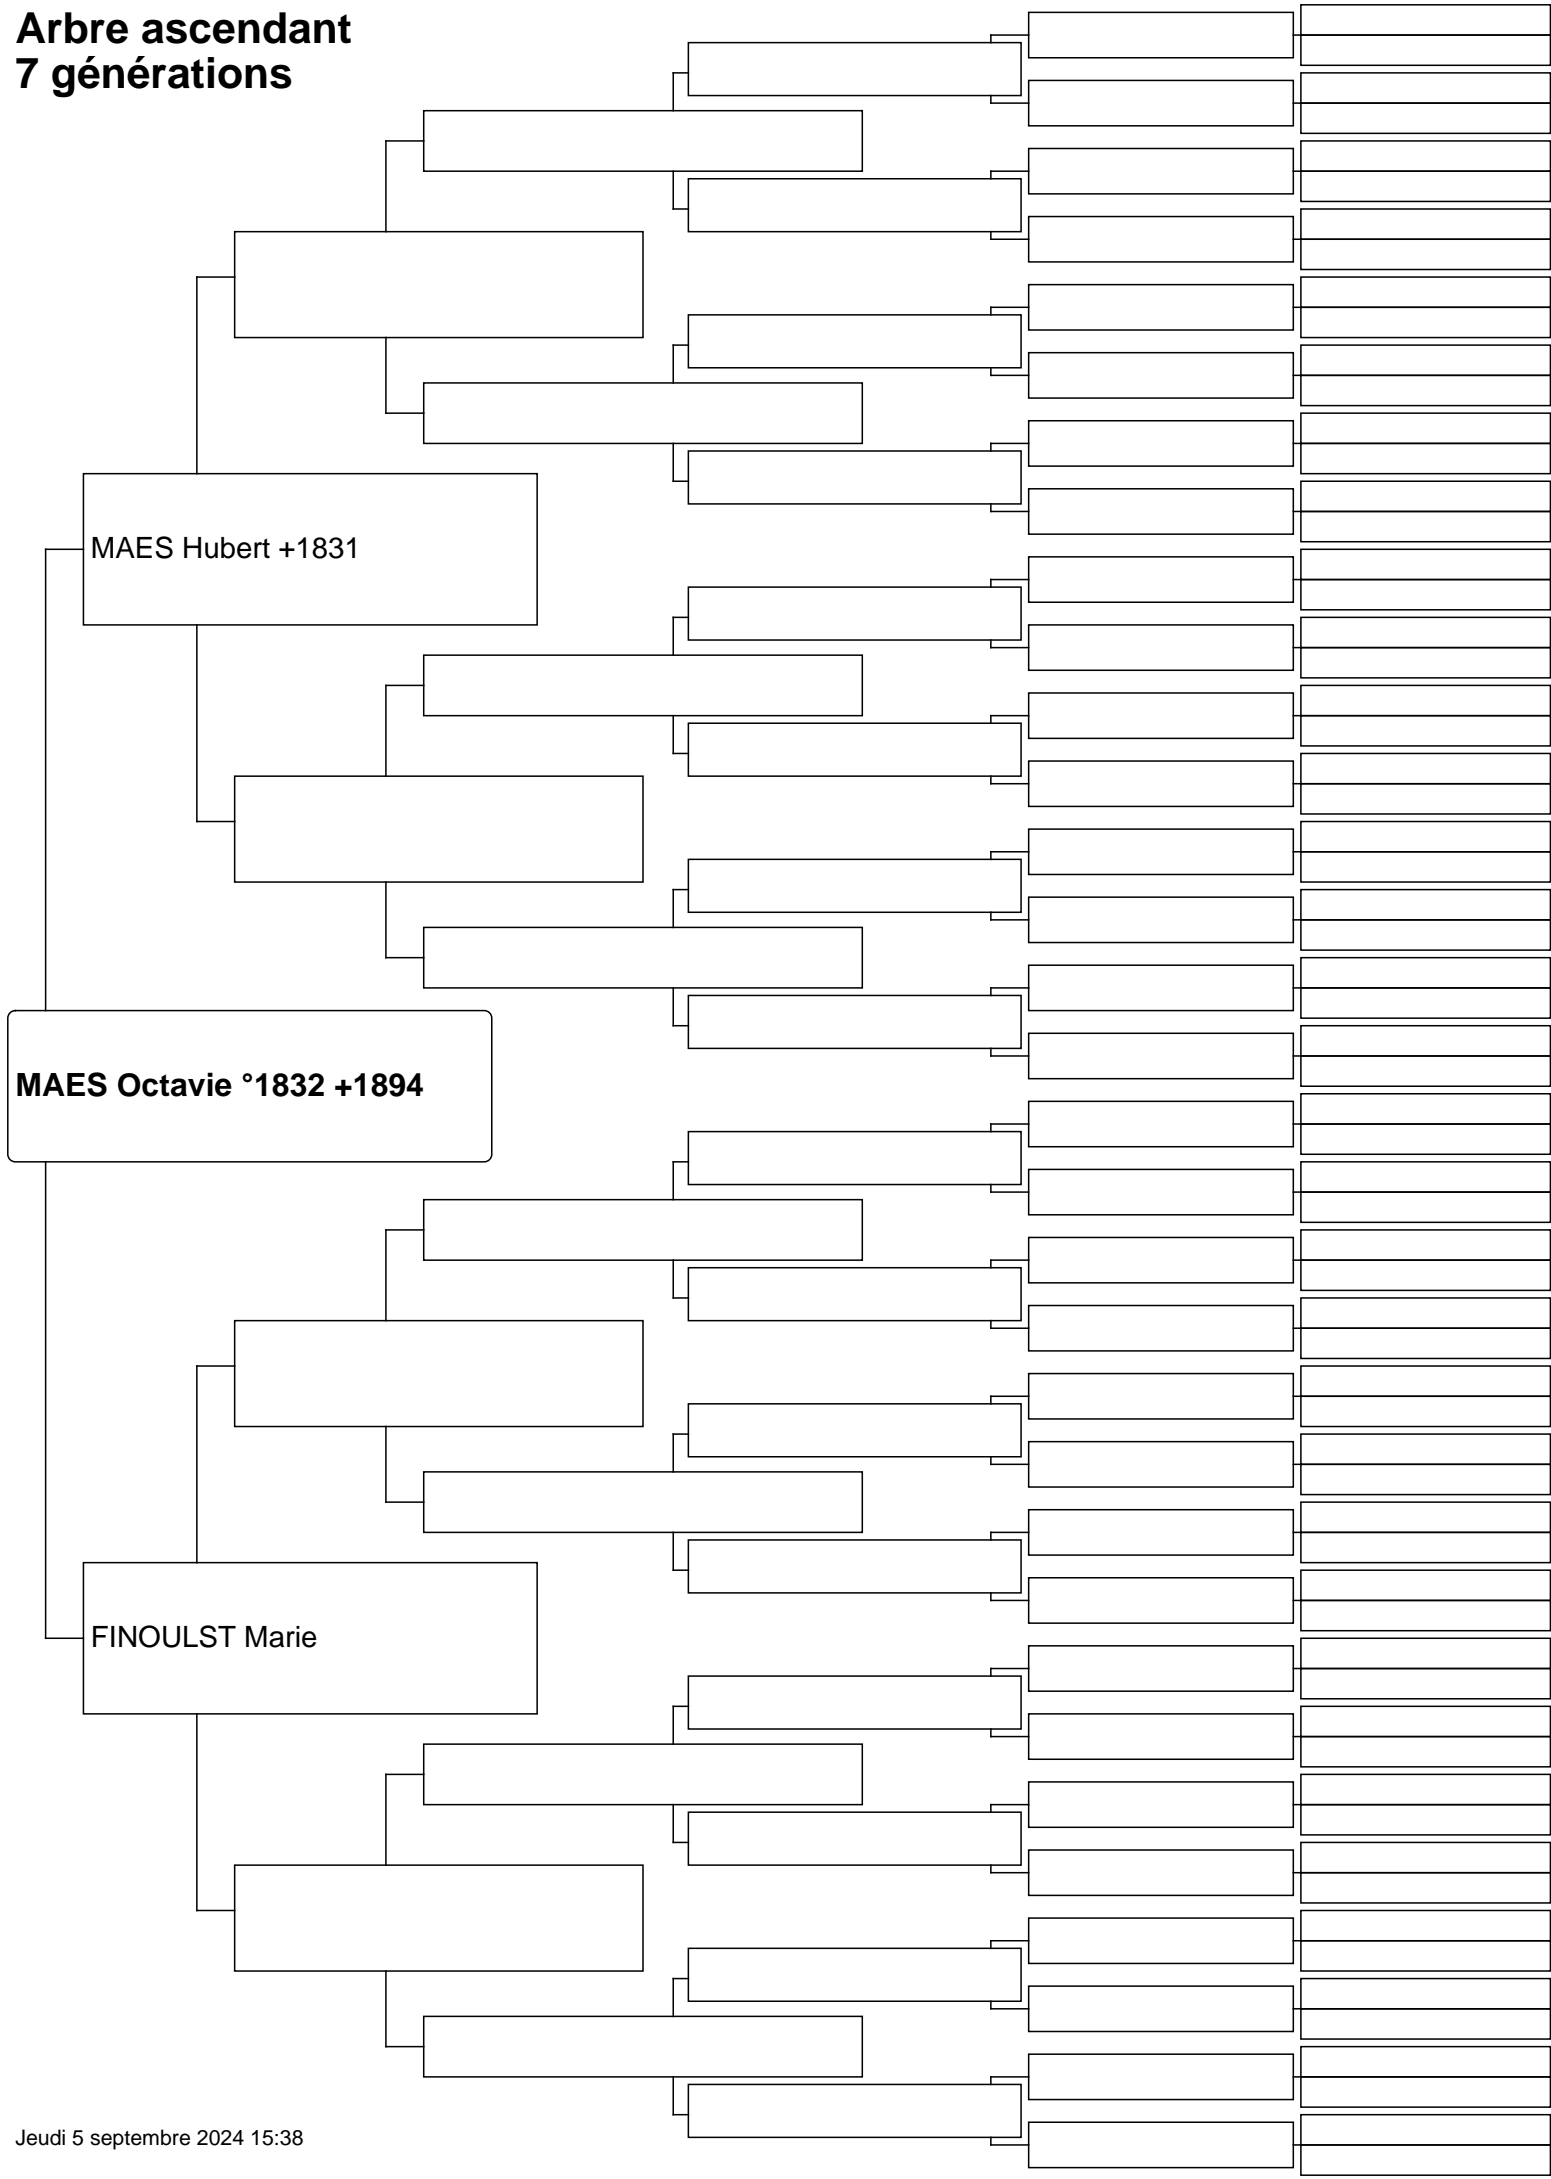 Arbre ascendant
7 générations
MAES Hubert +1831
MAES Octavie °1832 +1894
FINOULST Marie
Jeudi 5 septembre 2024 15:38